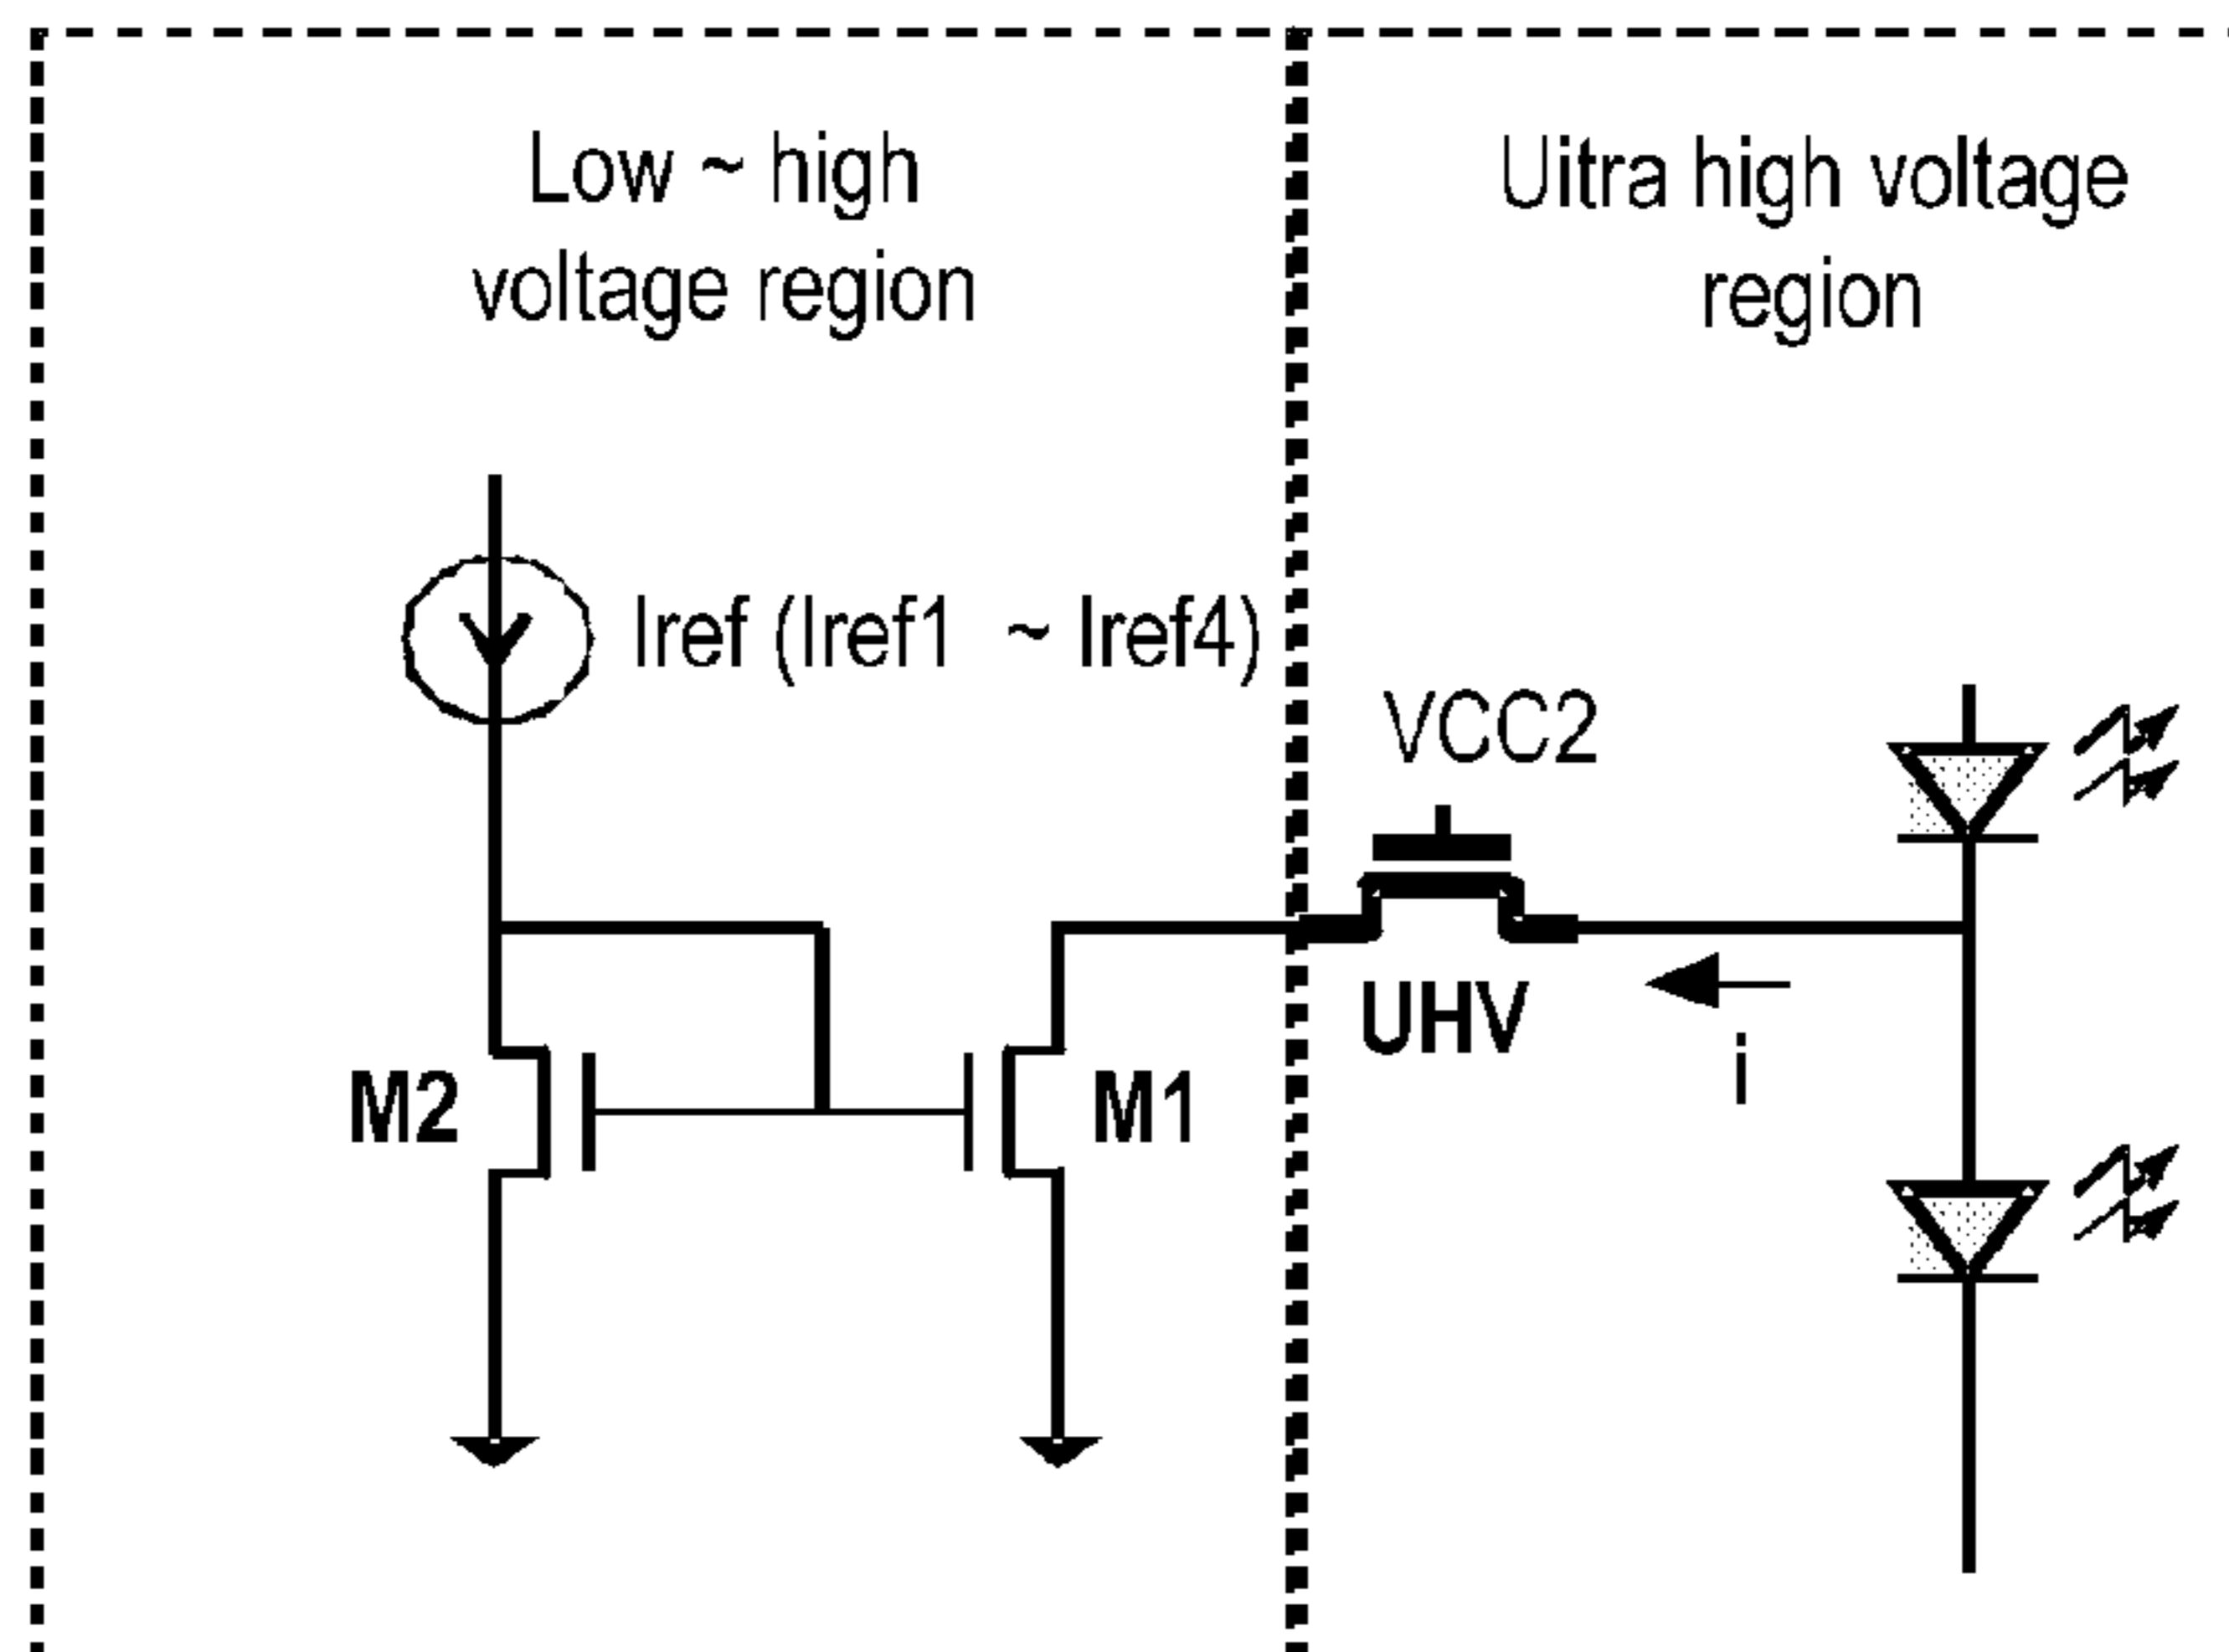 Low ~ high
voltage region
Uitra high voltage
region
Iref (Iref1 ~ Iref4)
VCC2
UHV
i
M2
M1